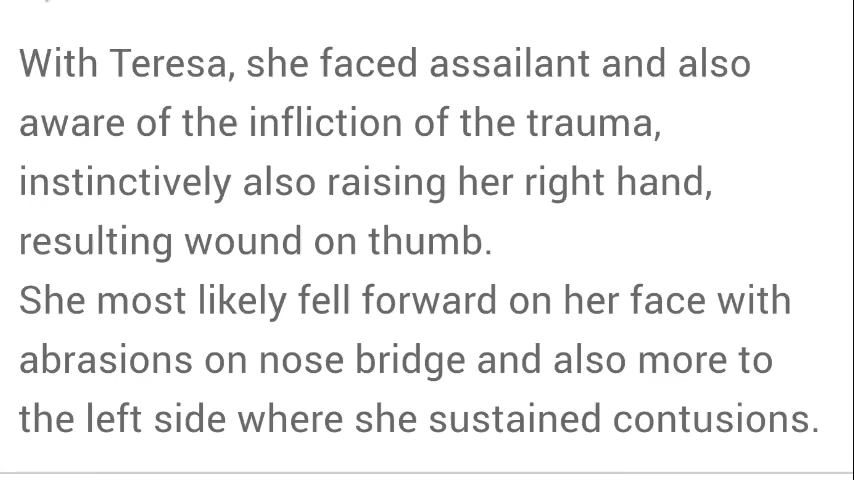 With Teresa, she faced assailant and also
aware of the infliction of the trauma,
instinctively also raising her right hand,
resulting wound on thumb.
She most likely fell forward on her face with
abrasions on nose bridge and also more to
the left side where she sustained contusions.